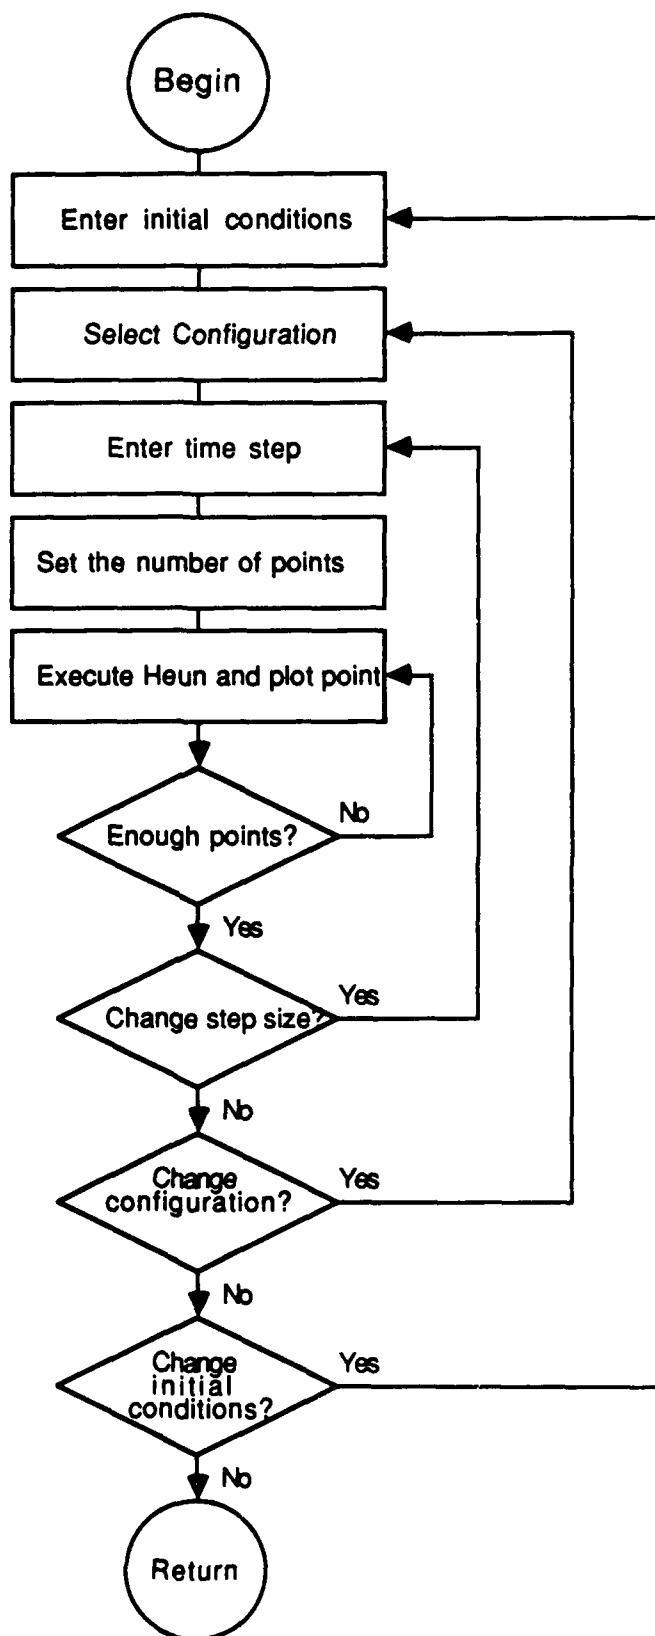 Begin
Enter initial conditions
Select Configuration
Enter time step
Set the number of points
Execute Heun and plot point
Enough points?
No
Yes
Change step size?
Yes
No
Change
configuration?
Yes
No
Change
initial
conditions?
Yes
No
Return